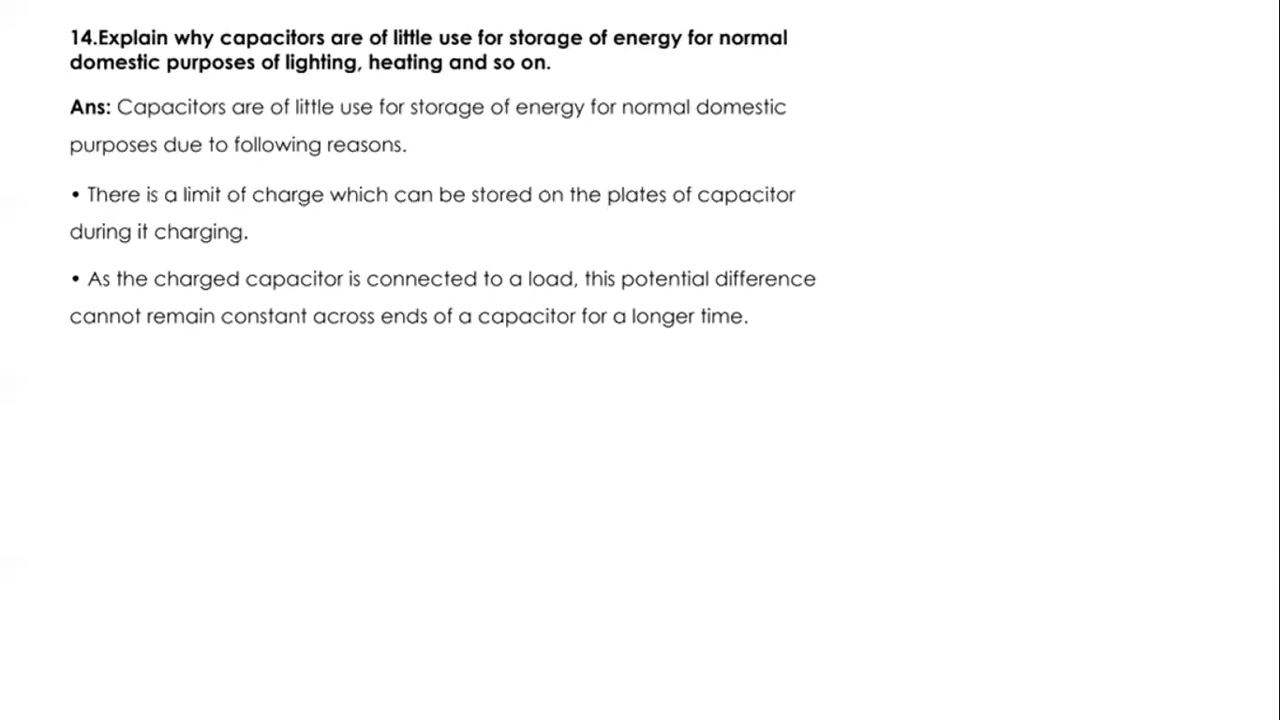 14.Explain why capacitors are of little use for storage of energy for normal
domestic purposes of lighting, heating and so on.
Ans: Capacitors are of little use for storage of energy for normal domestic
purposes due to following reasons.
• There is a limit of charge which can be stored on the plates of capacitor
during it charging.
• As the charged capacitor is connected to a load, this potential difference
cannot remain constant across ends of a capacitor for a longer time.